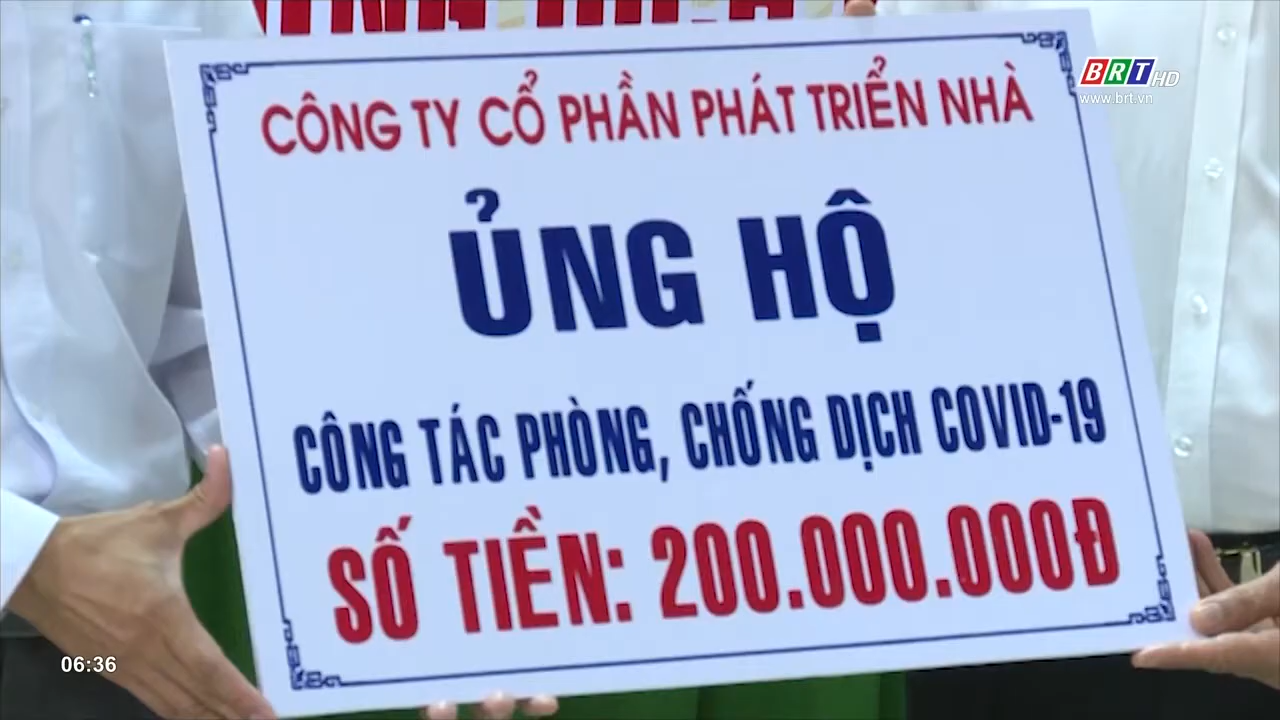 BRT HD
www.brt.vn
CÔNG TY CỔ PHẦN PHÁT TRIỂN NHÀ
ỦNG HỘ
CÔNG TÁC PHÒNG, CHỐNG DỊCH COVID-19
SỐ TIỀN: 200.000.000Đ
06:36